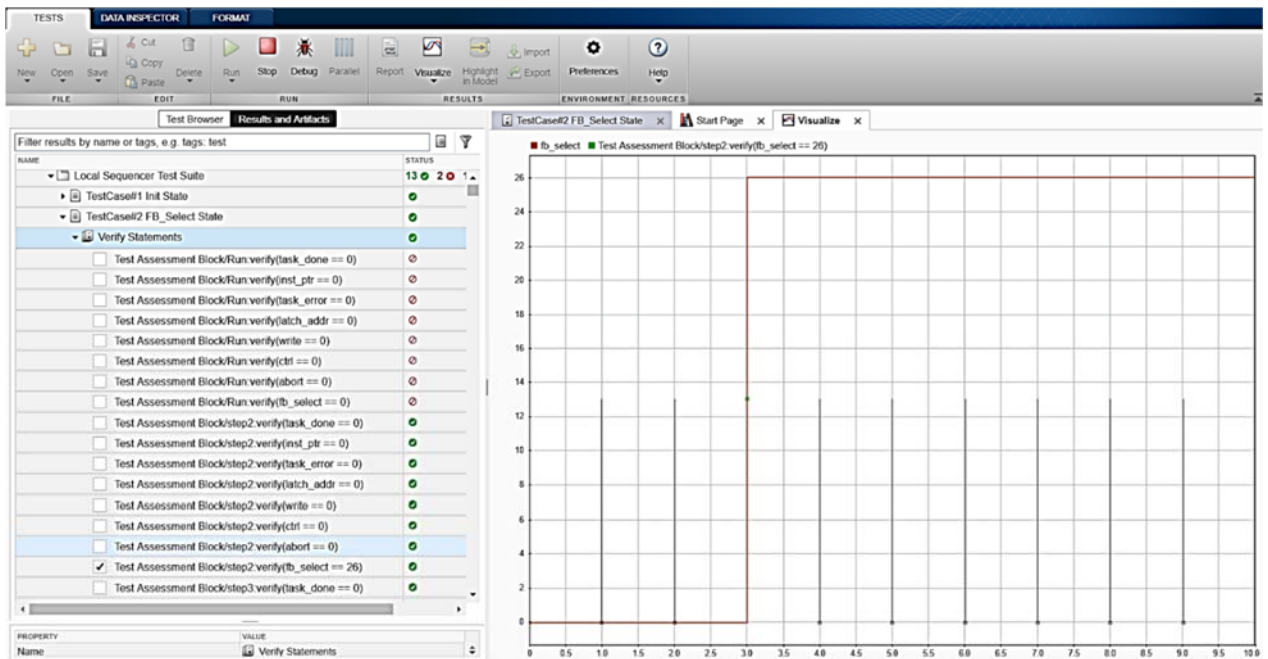 TESTS DATA INSPECTOR FORMAT
New Open Save Cut Copy Paste Delete Run Stop Debug Parallel Report Visualize Highlight in Model Import Export Preferences Help
FILE EDIT RUN RESULTS ENVIRONMENT RESOURCES
Test Browser Results and Artifacts
Filter results by name or tags, e.g. tags: test
NAME STATUS
Local Sequencer Test Suite 13 2 1
TestCase#1 Init State
TestCase#2 FB_Select State
Verify Statements
Test Assessment Block/Run:verify(task_done == 0)
Test Assessment Block/Run:verify(inst_ptr == 0)
Test Assessment Block/Run:verify(task_error == 0)
Test Assessment Block/Run:verify(latch_addr == 0)
Test Assessment Block/Run:verify(write == 0)
Test Assessment Block/Run:verify(ctrl == 0)
Test Assessment Block/Run:verify(abort == 0)
Test Assessment Block/Run:verify(fb_select == 0)
Test Assessment Block/step2:verify(task_done == 0)
Test Assessment Block/step2:verify(inst_ptr == 0)
Test Assessment Block/step2:verify(task_error == 0)
Test Assessment Block/step2:verify(latch_addr == 0)
Test Assessment Block/step2:verify(write == 0)
Test Assessment Block/step2:verify(ctrl == 0)
Test Assessment Block/step2:verify(abort == 0)
Test Assessment Block/step2:verify(fb_select == 26)
Test Assessment Block/step3:verify(task_done == 0)
PROPERTY VALUE
Name Verify Statements
TestCase#2 FB_Select State x Start Page x Visualize x
fb_select Test Assessment Block/step2:verify(fb_select == 26)
26
24
22
20
18
16
14
12
10
8
6
4
2
0
0 0.5 1.0 1.5 2.0 2.5 3.0 3.5 4.0 4.5 5.0 5.5 6.0 6.5 7.0 7.5 8.0 8.5 9.0 9.5 10.0